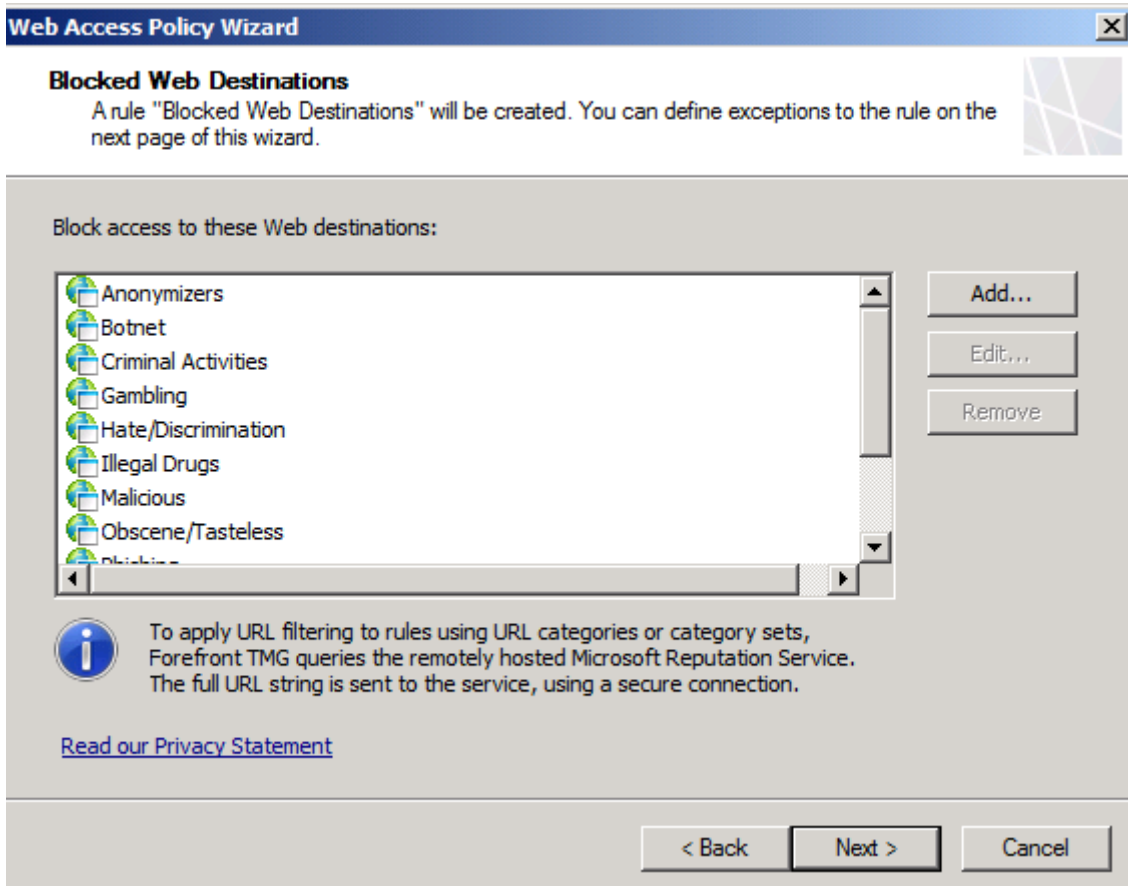 Web Access Policy Wizard
Blocked Web Destinations
A rule "Blocked Web Destinations" will be created. You can define exceptions to the rule on the
next page of this wizard.
Block access to these Web destinations:
Anonymizers
Botnet
Criminal Activities
Gambling
Hate/Discrimination
Illegal Drugs
Malicious
Obscene/Tasteless
Phishing
Add...
Edit...
Remove
To apply URL filtering to rules using URL categories or category sets,
Forefront TMG queries the remotely hosted Microsoft Reputation Service.
The full URL string is sent to the service, using a secure connection.
Read our Privacy Statement
< Back
Next >
Cancel